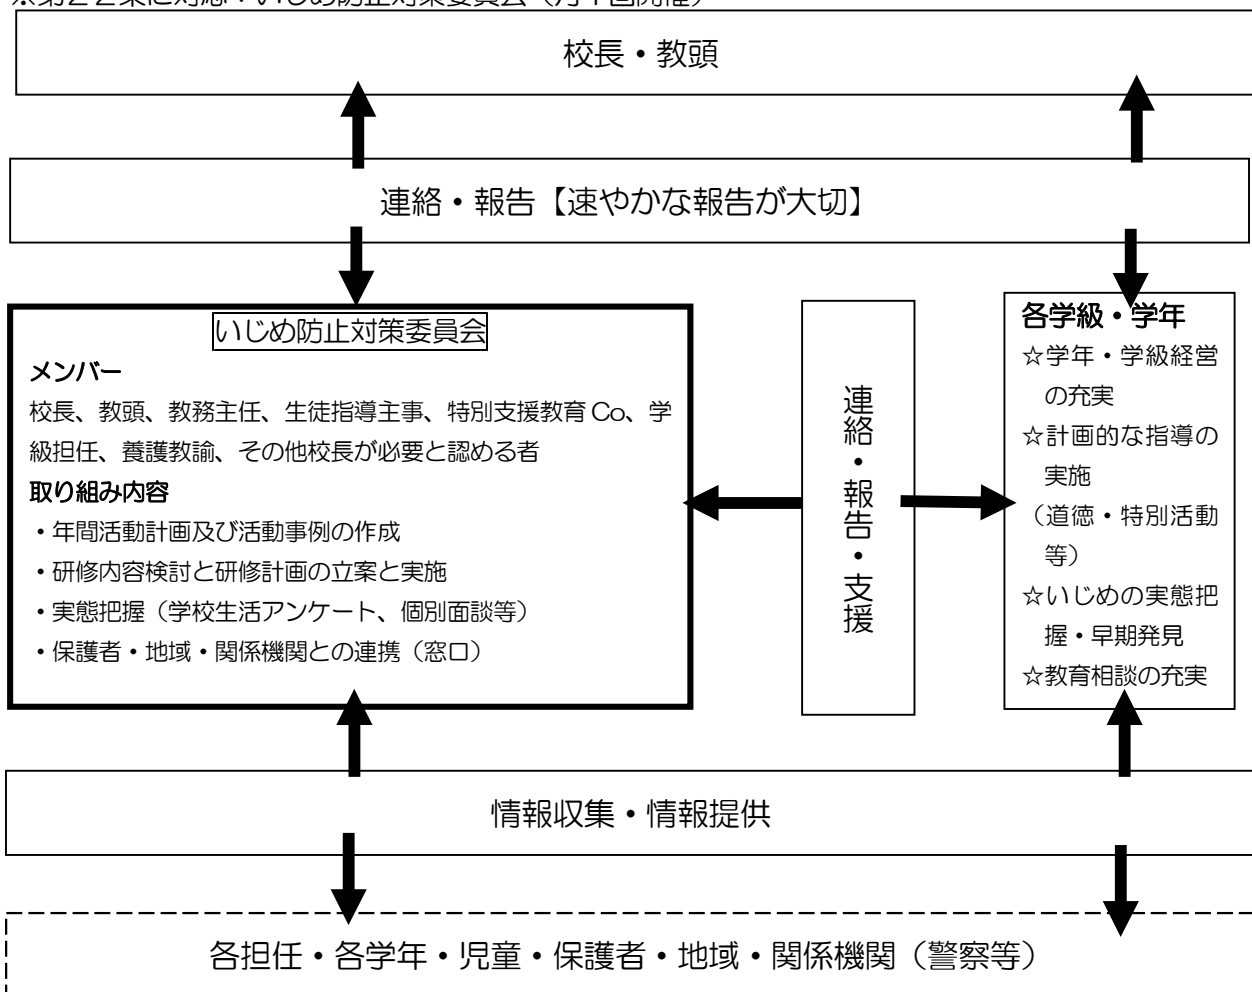 校長・教頭
連絡・報告【速やかな報告が大切】
いじめ防止対策委員会
メンバー
校長、教頭、教務主任、生徒指導主事、特別支援教育Co、学
級担任、養護教諭、その他校長が必要と認める者
取り組み内容
・年間活動計画及び活動事例の作成
・研修内容検討と研修計画の立案と実施
・実態把握（学校生活アンケート、個別面談等）
・保護者・地域・関係機関との連携（窓口）
連絡・報告・支援
各学級・学年
☆学年・学級経営
の充実
☆計画的な指導の
実施
（道徳・特別活動
等）
☆いじめの実態把
握・早期発見
☆教育相談の充実
情報収集・情報提供
各担任・各学年・児童・保護者・地域・関係機関（警察等）